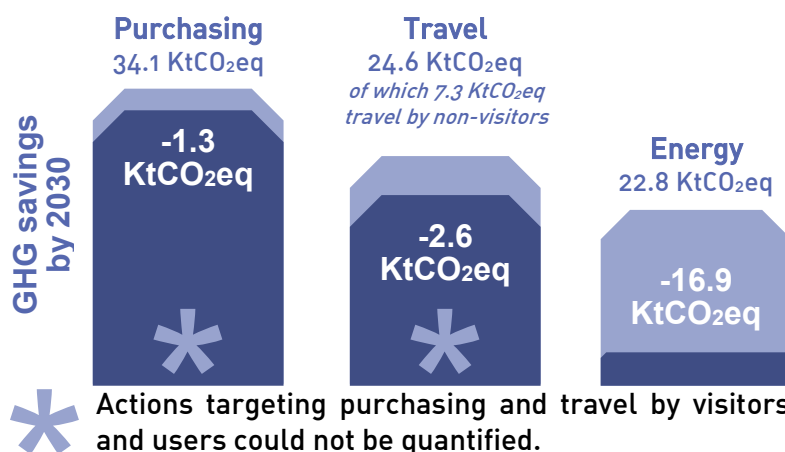 Purchasing
34.1 KtCO₂eq
Travel
24.6 KtCO₂eq
of which 7.3 KtCO₂eq
travel by non-visitors
Energy
22.8 KtCO₂eq
GHG savings
by 2030
-1.3
KtCO₂eq
*
-2.6
KtCO₂eq
*
-16.9
KtCO₂eq
* Actions targeting purchasing and travel by visitors
and users could not be quantified.